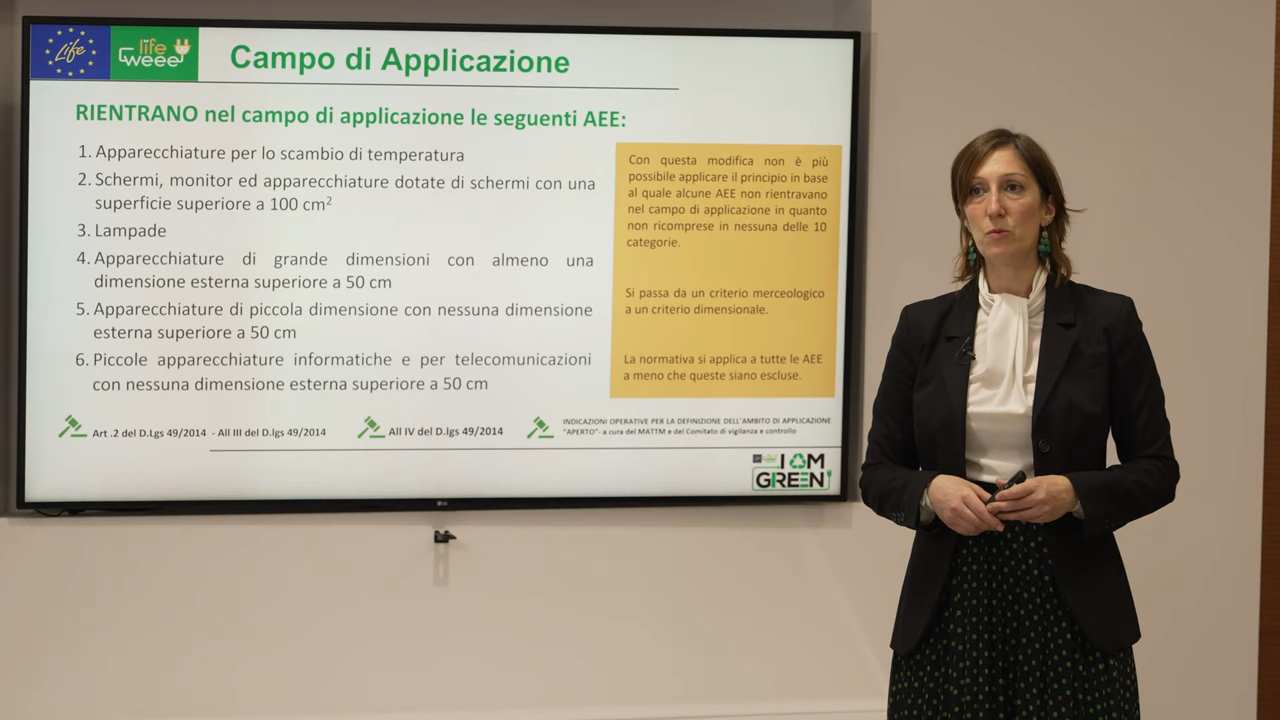 Life
life
weee
Campo di Applicazione
RIENTRANO nel campo di applicazione le seguenti AEE:
1. Apparecchiature per lo scambio di temperatura
2. Schermi, monitor ed apparecchiature dotate di schermi con una
superficie superiore a 100 cm²
3. Lampade
4. Apparecchiature di grande dimensioni con almeno una
dimensione esterna superiore a 50 cm
5. Apparecchiature di piccola dimensione con nessuna dimensione
esterna superiore a 50 cm
6. Piccole apparecchiature informatiche e per telecomunicazioni
con nessuna dimensione esterna superiore a 50 cm
Con questa modifica non è più
possibile applicare il principio in base
al quale alcune AEE non rientravano
nel campo di applicazione in quanto
non ricomprese in nessuna delle 10
categorie.
Si passa da un criterio merceologico
a un criterio dimensionale.
La normativa si applica a tutte le AEE
a meno che queste siano escluse.
Art .2 del D.Lgs 49/2014 - All III del D.lgs 49/2014
All IV del D.lgs 49/2014
INDICAZIONI OPERATIVE PER LA DEFINIZIONE DELL'AMBITO DI APPLICAZIONE
"APERTO"- a cura del MATTM e del Comitato di vigilanza e controllo
I AM
GREEN
LG